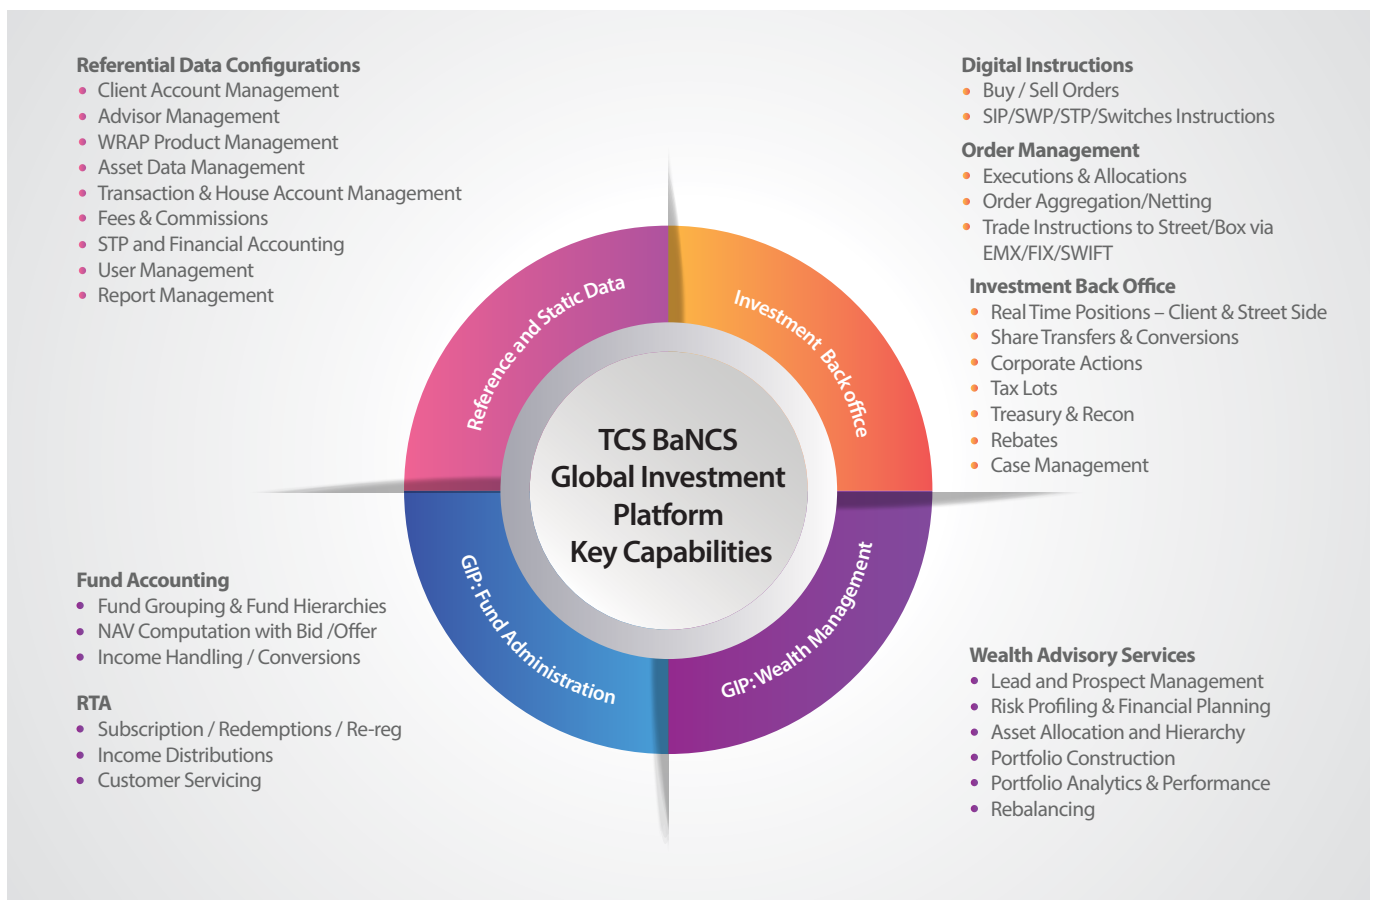 Referential Data Configurations
Client Account Management
Advisor Management
WRAP Product Management
Asset Data Management
Transaction & House Account Management
Fees & Commissions
STP and Financial Accounting
User Management
Report Management
Digital Instructions
Buy / Sell Orders
SIP/SWP/STP/Switches Instructions
Order Management
Executions & Allocations
Order Aggregation/Netting
Trade Instructions to Street/Box via
EMX/FIX/SWIFT
Investment Back Office
Real Time Positions – Client & Street Side
Share Transfers & Conversions
Corporate Actions
Tax Lots
Treasury & Recon
Rebates
Case Management
Reference and Static Data
Investment Back office
TCS BaNCS
Global Investment
Platform
Key Capabilities
GIP: Fund Administration
GIP: Wealth Management
Fund Accounting
Fund Grouping & Fund Hierarchies
NAV Computation with Bid /Offer
Income Handling / Conversions
RTA
Subscription / Redemptions / Re-reg
Income Distributions
Customer Servicing
Wealth Advisory Services
Lead and Prospect Management
Risk Profiling & Financial Planning
Asset Allocation and Hierarchy
Portfolio Construction
Portfolio Analytics & Performance
Rebalancing